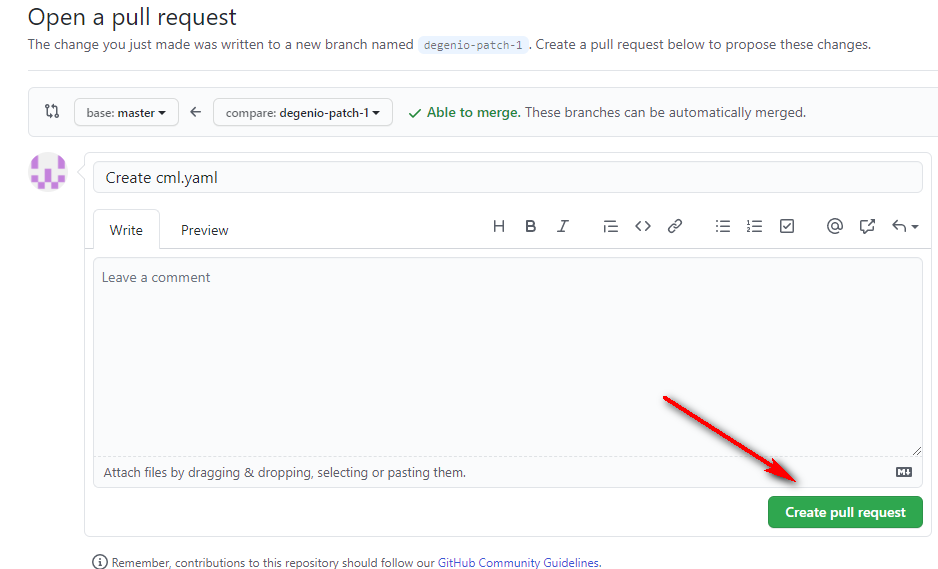 Open a pull request
The change you just made was written to a new branch named degenio-patch-1 . Create a pull request below to propose these changes.
base: master compare: degenio-patch-1 Able to merge. These branches can be automatically merged.
Create cml.yaml
Write Preview
Leave a comment
Attach files by dragging & dropping, selecting or pasting them.
Create pull request
Remember, contributions to this repository should follow our GitHub Community Guidelines.